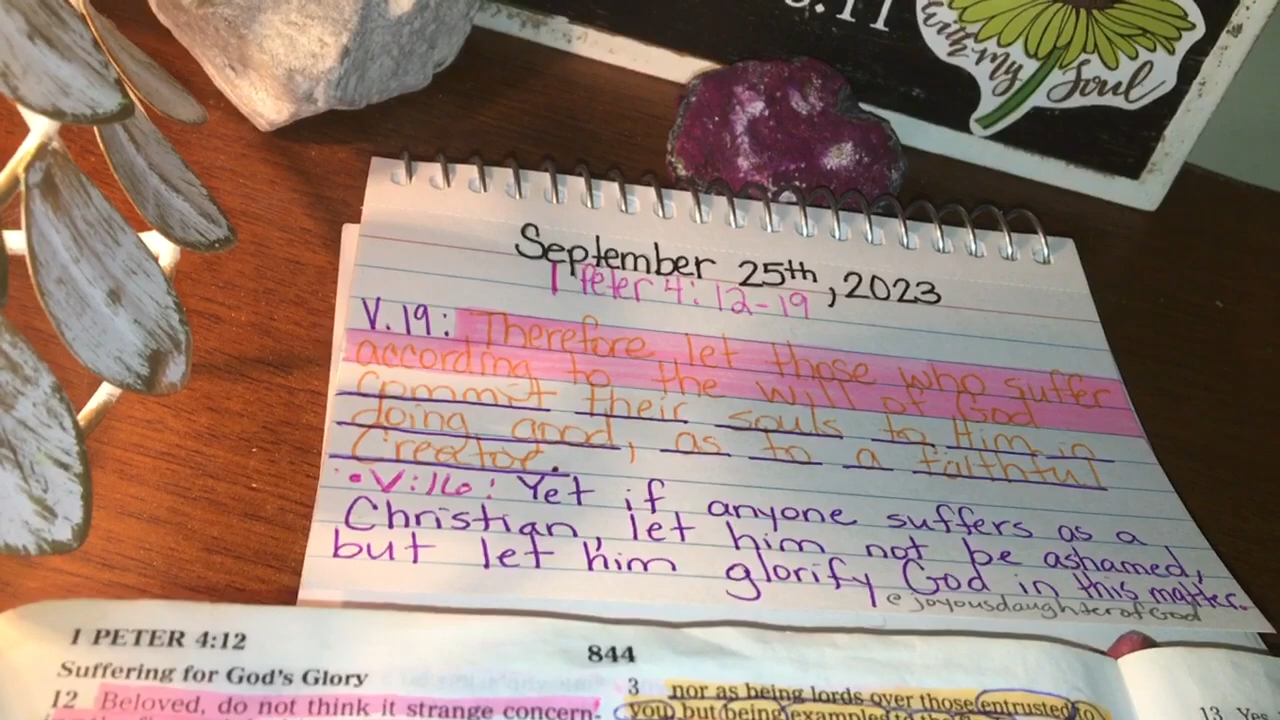 :11
with my Soul
September 25th, 2023
1 Peter 4: 12-19
V.19: Therefore let those who suffer
according to the will of God
commit their souls to Him in
doing good, as to a faithful
Creator.
• V:16: Yet if anyone suffers as a
Christian, let him not be ashamed,
but let him glorify God in this matter.
@joyousdaughterofGod
1 PETER 4:12
844
Suffering for God's Glory
12 Beloved, do not think it strange concern-
3 nor as being lords over those entrusted to
you but being examples to the
13 Yes